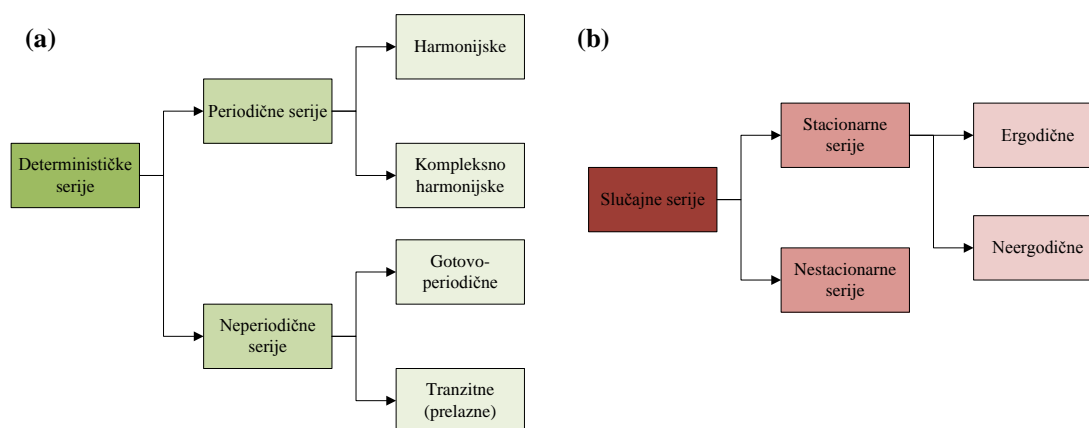 (a)
Determinističke
serije
Periodične serije
Neperiodične
serije
Harmonijske
Kompleksno
harmonijske
Gotovo-
periodične
Tranzitne
(prelazne)
(b)
Slučajne serije
Stacionarne
serije
Nestacionarne
serije
Ergodične
Neergodične